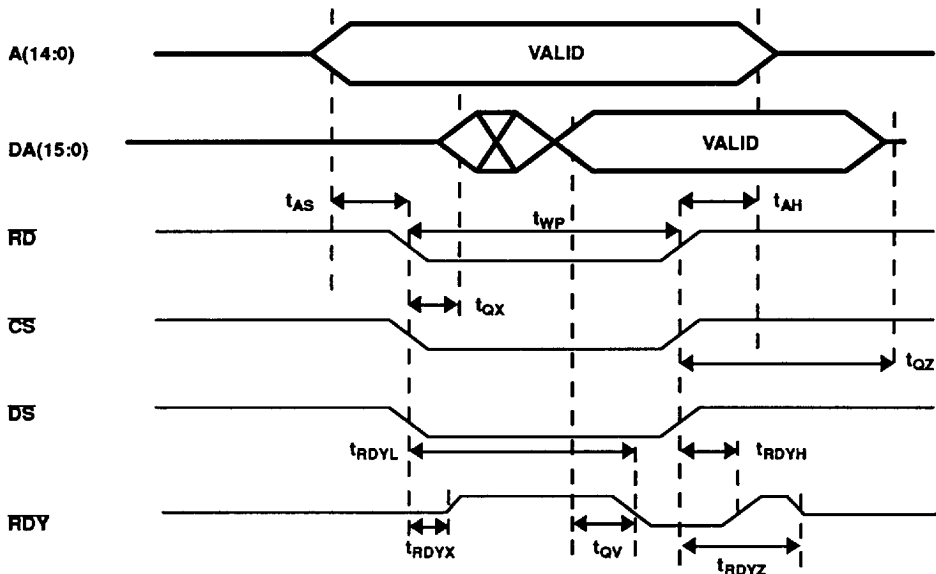 A(14:0)
VALID
DA(15:0)
VALID
tAS
tWP
tAH
RD
tQX
CS
tQZ
DS
tRDYL
tRDYH
RDY
tRDYX
tQV
tRDYZ